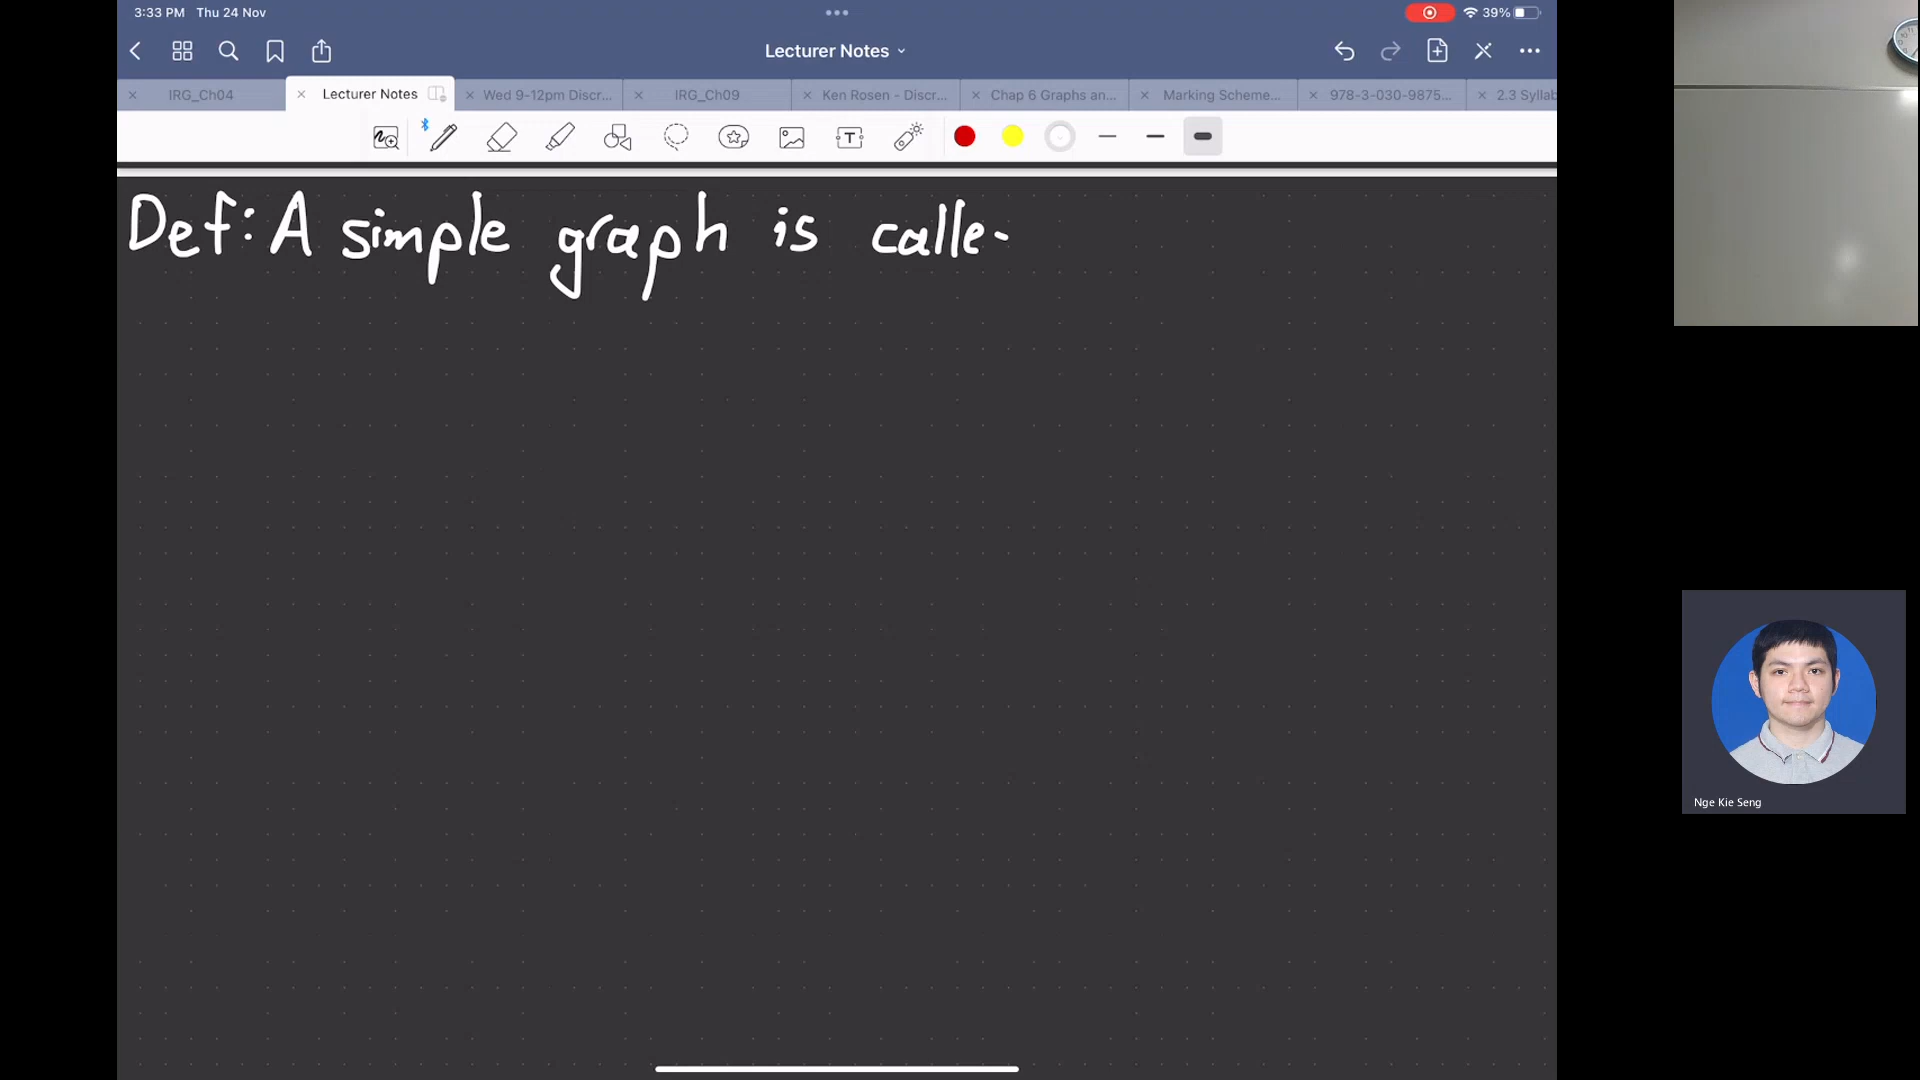 3:33 PM Thu 24 Nov
39%
Lecturer Notes
IRG_Ch04
Lecturer Notes
Wed 9-12pm Discr...
IRG_Ch09
Ken Rosen - Discr...
Chap 6 Graphs an...
Marking Scheme...
978-3-030-9875...
2.3 Syllab
T
Def: A simple graph is calle
Nge Kie Seng